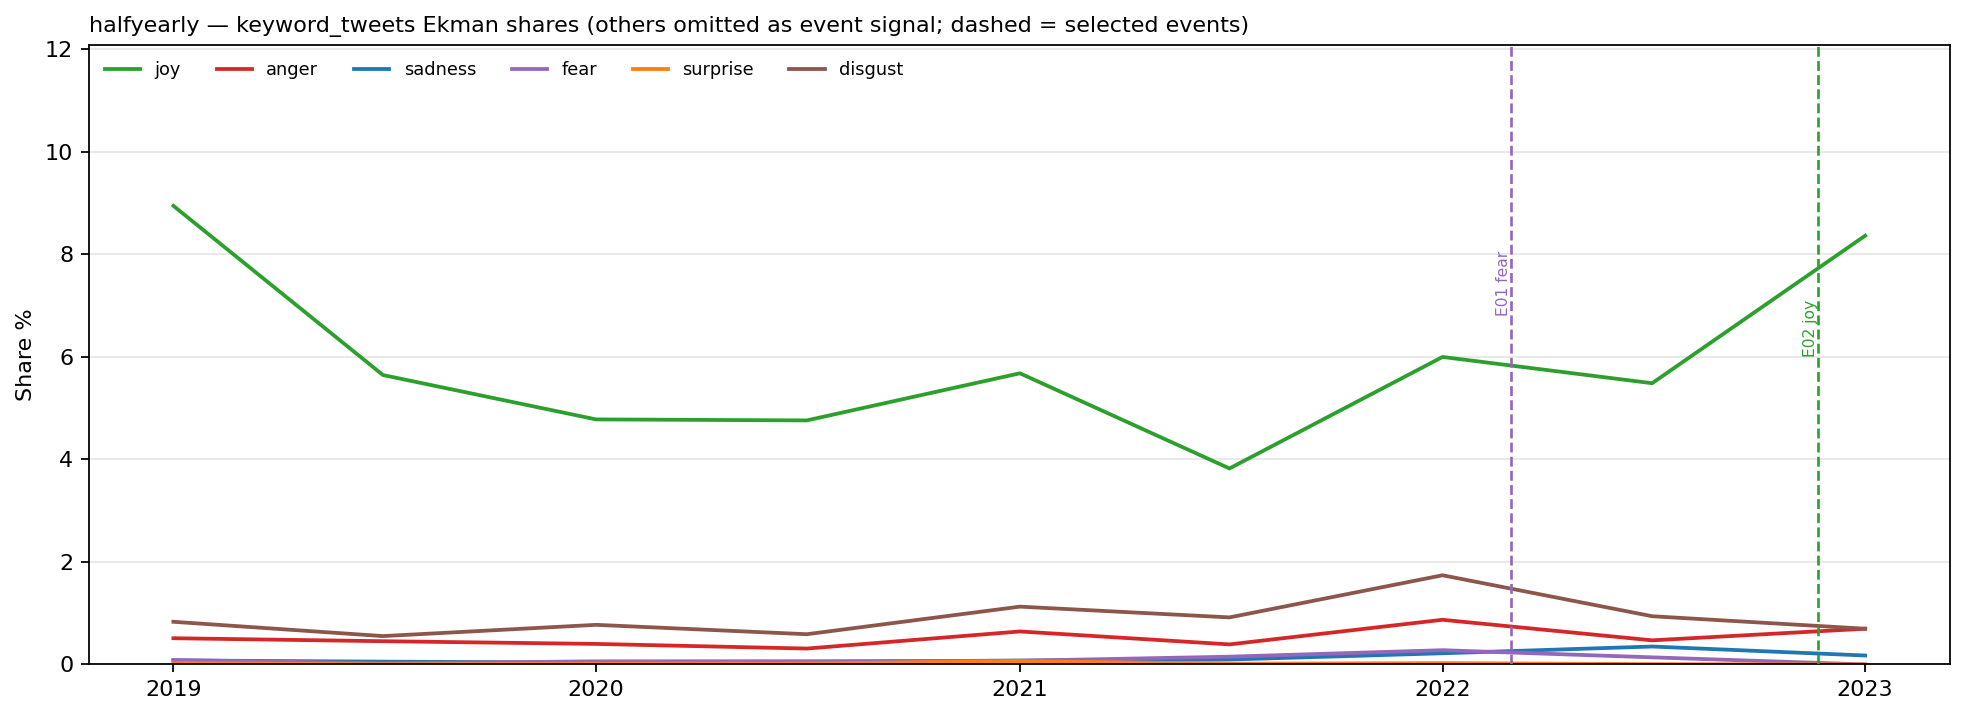 halfyearly — keyword_tweets Ekman shares (others omitted as event signal; dashed = selected events)
joy anger sadness fear surprise disgust
Share %
12
10
8
6
4
2
0
E01 fear
E02 joy
2019 2020 2021 2022 2023